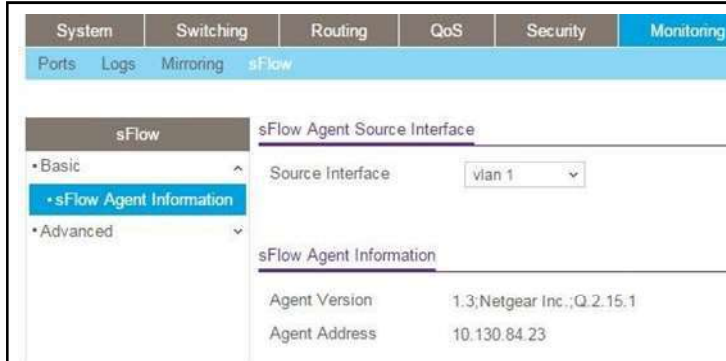 System Switching Routing QoS Security Monitoring
Ports Logs Mirroring sFlow
sFlow
•Basic
•sFlow Agent Information
•Advanced
sFlow Agent Source Interface
Source Interface vlan 1
sFlow Agent Information
Agent Version 1.3;Netgear Inc.;Q.2.15.1
Agent Address 10.130.84.23